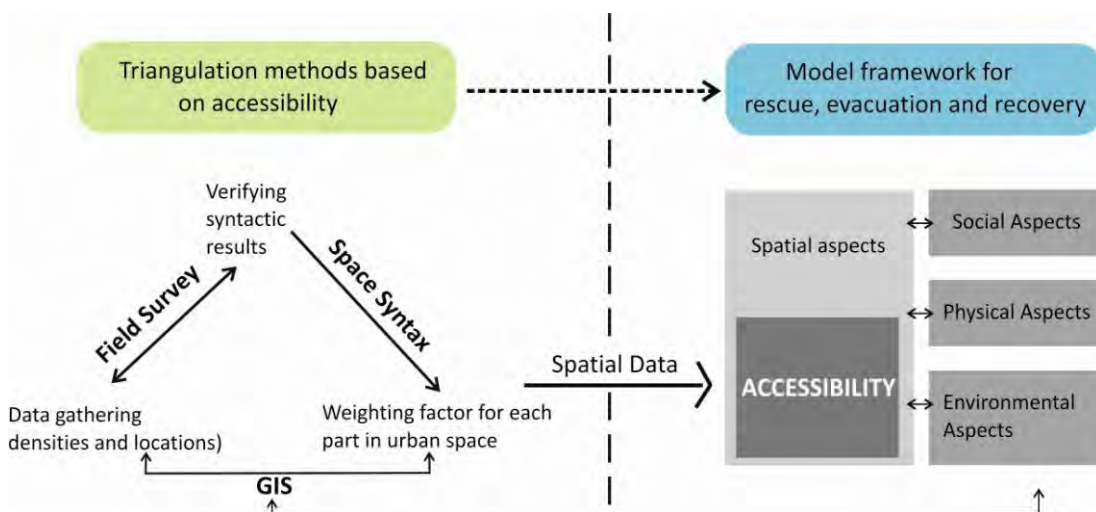 Triangulation methods based
on accessibility
Model framework for
rescue, evacuation and recovery
Verifying
syntactic
results
Field Survey
Space Syntax
Data gathering
densities and locations)
Weighting factor for each
part in urban space
GIS
Spatial Data
Spatial aspects
ACCESSIBILITY
Social Aspects
Physical Aspects
Environmental
Aspects